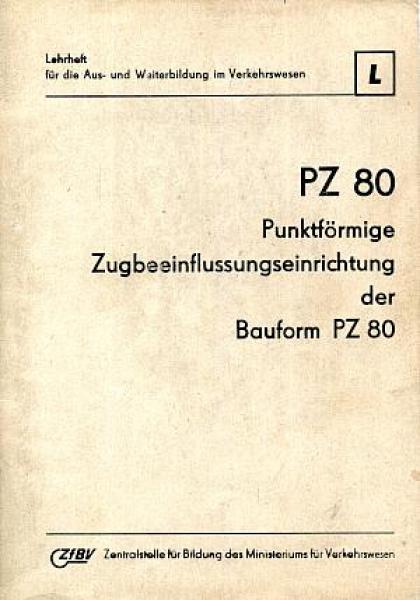 Lehrheft
für die Aus- und Weiterbildung im Verkehrswesen
L
PZ 80
Punktförmige
Zugbeeinflussungseinrichtung
der
Bauform PZ 80
ZfBV Zentralstelle für Bildung des Ministeriums für Verkehrswesen